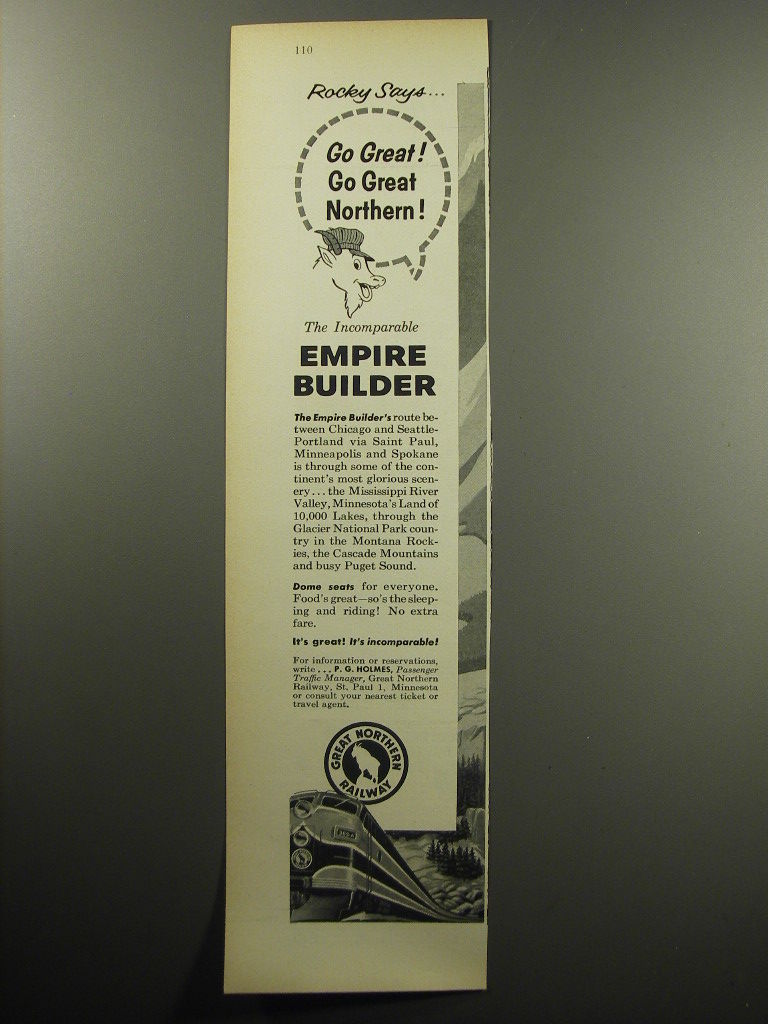 110
Rocky Says...
Go Great!
Go Great
Northern!
The Incomparable
EMPIRE
BUILDER
The Empire Builder's route be-
tween Chicago and Seattle-
Portland via Saint Paul,
Minneapolis and Spokane
is through some of the con-
tinent's most glorious scen-
ery... the Mississippi River
Valley, Minnesota's Land of
10,000 Lakes, through the
Glacier National Park coun-
try in the Montana Rock-
ies, the Cascade Mountains
and busy Puget Sound.
Dome seats for everyone.
Food's great—so's the sleep-
ing and riding! No extra
fare.
It's great! It's incomparable!
For information or reservations,
write... P. G. HOLMES, Passenger
Traffic Manager, Great Northern
Railway, St. Paul 1, Minnesota
or consult your nearest ticket or
travel agent.
GREAT NORTHERN
RAILWAY